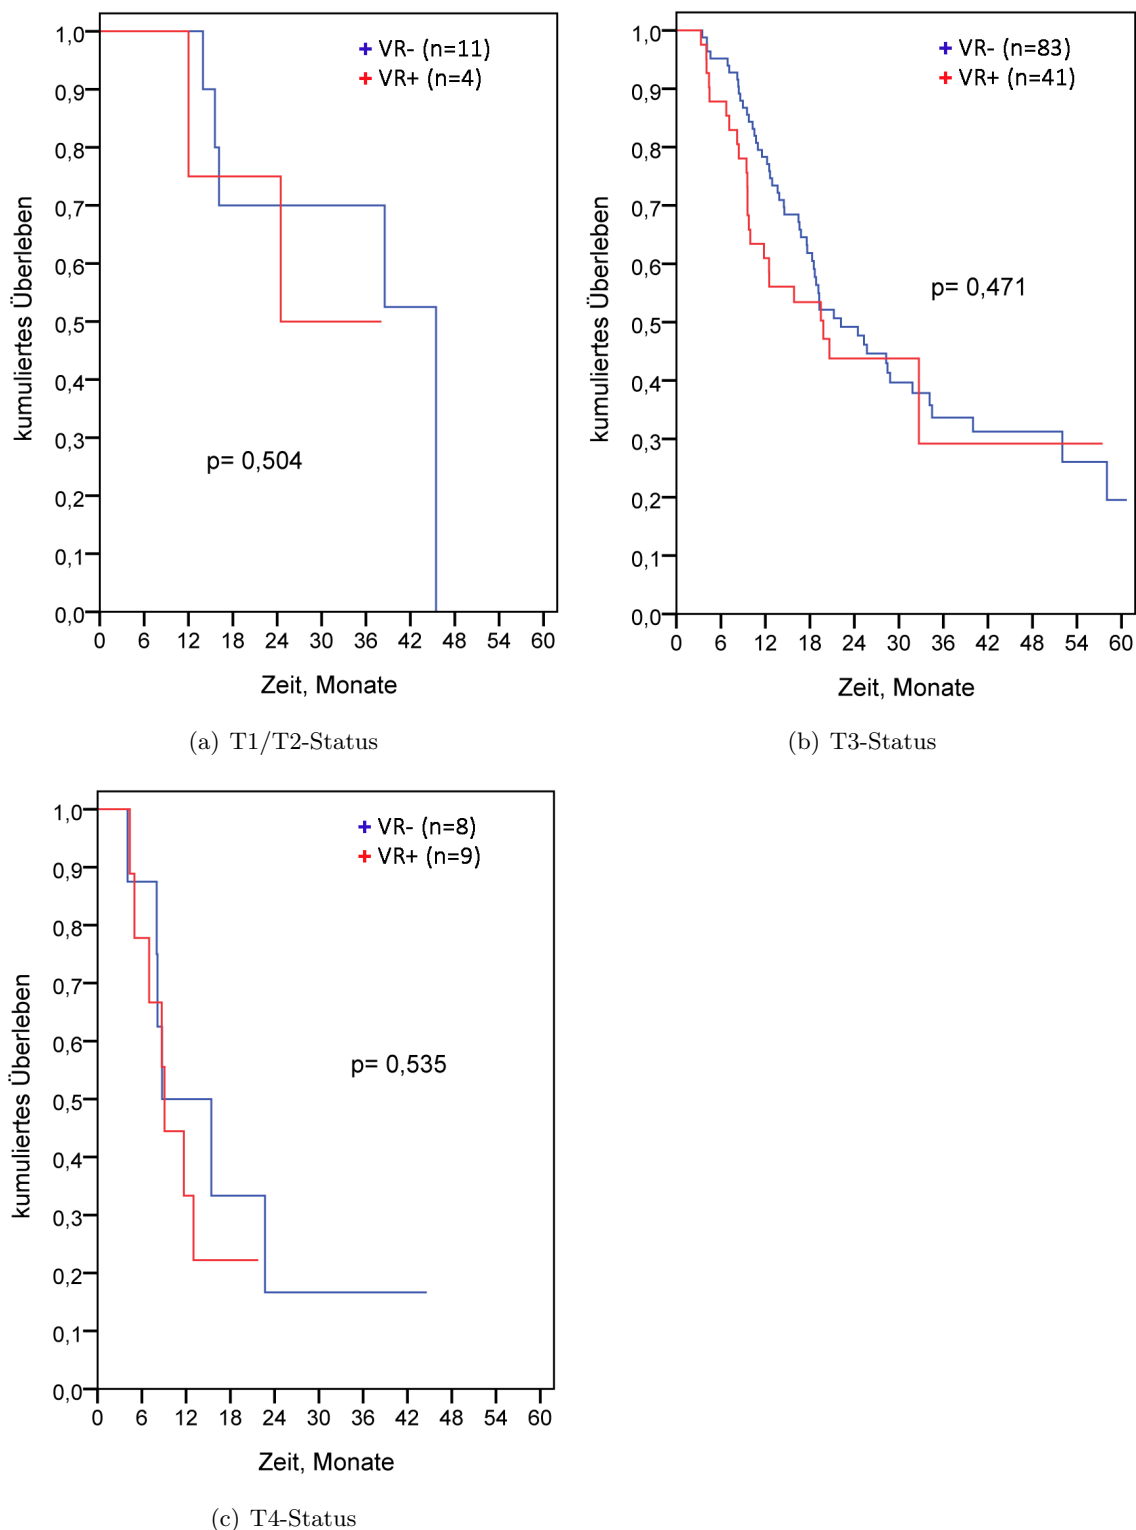 1,0
0,9
0,8
0,7
0,6
0,5
0,4
0,3
0,2
0,1
0,0
kumuliertes Überleben
VR- (n=11)
VR+ (n=4)
p= 0,504
0 6 12 18 24 30 36 42 48 54 60
Zeit, Monate
(a) T1/T2-Status
1,0
0,9
0,8
0,7
0,6
0,5
0,4
0,3
0,2
0,1
0,0
kumuliertes Überleben
VR- (n=83)
VR+ (n=41)
p= 0,471
0 6 12 18 24 30 36 42 48 54 60
Zeit, Monate
(b) T3-Status
1,0
0,9
0,8
0,7
0,6
0,5
0,4
0,3
0,2
0,1
0,0
kumuliertes Überleben
VR- (n=8)
VR+ (n=9)
p= 0,535
0 6 12 18 24 30 36 42 48 54 60
Zeit, Monate
(c) T4-Status